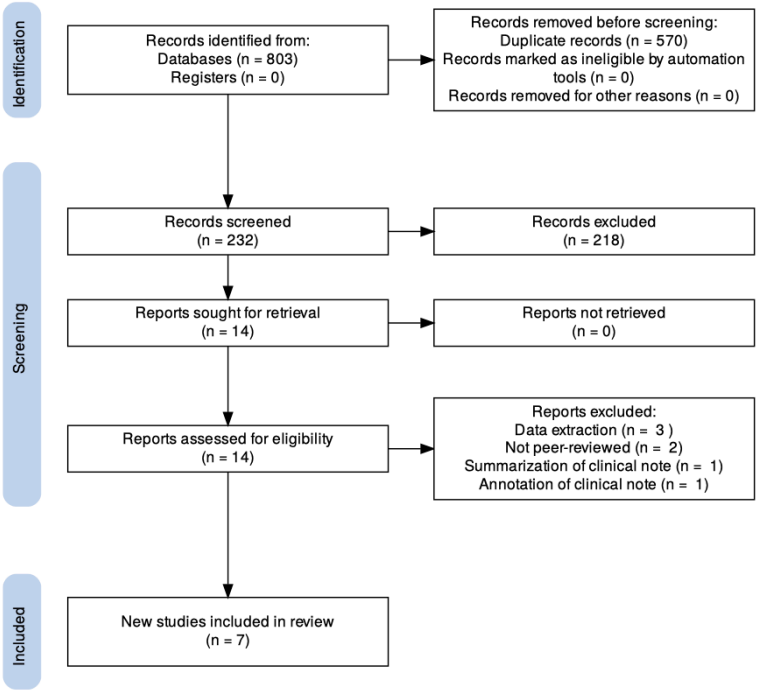 Identification
Records identified from:
Databases (n = 803)
Registers (n = 0)
Records removed before screening:
Duplicate records (n = 570)
Records marked as ineligible by automation
tools (n = 0)
Records removed for other reasons (n = 0)
Screening
Records screened
(n = 232)
Records excluded
(n = 218)
Reports sought for retrieval
(n = 14)
Reports not retrieved
(n = 0)
Reports assessed for eligibility
(n = 14)
Reports excluded:
Data extraction (n = 3 )
Not peer-reviewed (n = 2)
Summarization of clinical note (n = 1)
Annotation of clinical note (n = 1)
Included
New studies included in review
(n = 7)